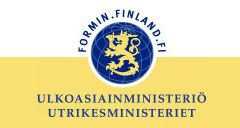 FORMIN.FINLAND.FI
ULKOASIAINMINISTERIÖ
UTRIKESMINISTERIET